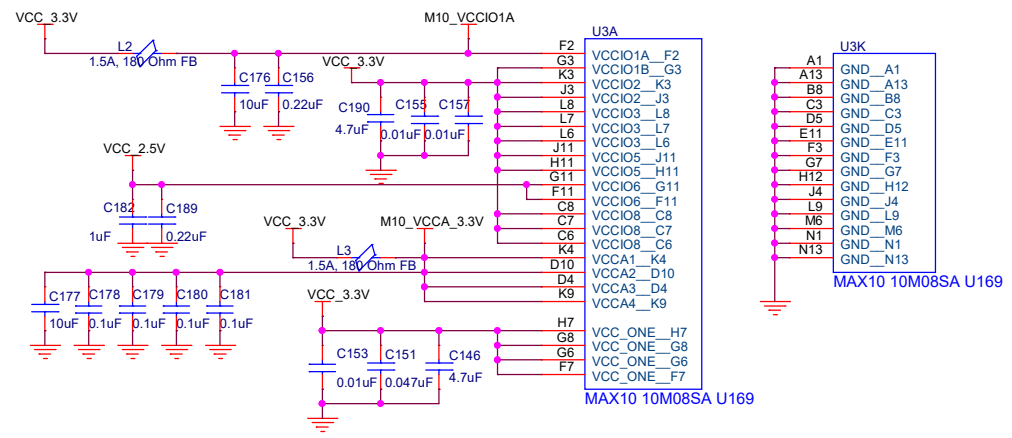 VCC_3.3V
L2
1.5A, 180 Ohm FB
M10_VCCIO1A
C176
10uF
C156
0.22uF
VCC_3.3V
C190
4.7uF
C155
0.01uF
C157
0.01uF
VCC_2.5V
C182
1uF
C189
0.22uF
VCC_3.3V
L3
1.5A, 180 Ohm FB
M10_VCCA_3.3V
C177
10uF
C178
0.1uF
C179
0.1uF
C180
0.1uF
C181
0.1uF
VCC_3.3V
C153
0.01uF
C151
0.047uF
C146
4.7uF
U3A
F2 VCCIO1A__F2
G3 VCCIO1B__G3
K3 VCCIO2__K3
J3 VCCIO2__J3
L8 VCCIO3__L8
L7 VCCIO3__L7
L6 VCCIO3__L6
J11 VCCIO5__J11
H11 VCCIO5__H11
G11 VCCIO6__G11
F11 VCCIO6__F11
C8 VCCIO8__C8
C7 VCCIO8__C7
C6 VCCIO8__C6
K4 VCCA1__K4
D10 VCCA2__D10
D4 VCCA3__D4
K9 VCCA4__K9
H7 VCC_ONE__H7
G8 VCC_ONE__G8
G6 VCC_ONE__G6
F7 VCC_ONE__F7
MAX10 10M08SA U169
U3K
A1 GND__A1
A13 GND__A13
B8 GND__B8
C3 GND__C3
D5 GND__D5
E11 GND__E11
F3 GND__F3
G7 GND__G7
H12 GND__H12
J4 GND__J4
L9 GND__L9
M6 GND__M6
N1 GND__N1
N13 GND__N13
MAX10 10M08SA U169